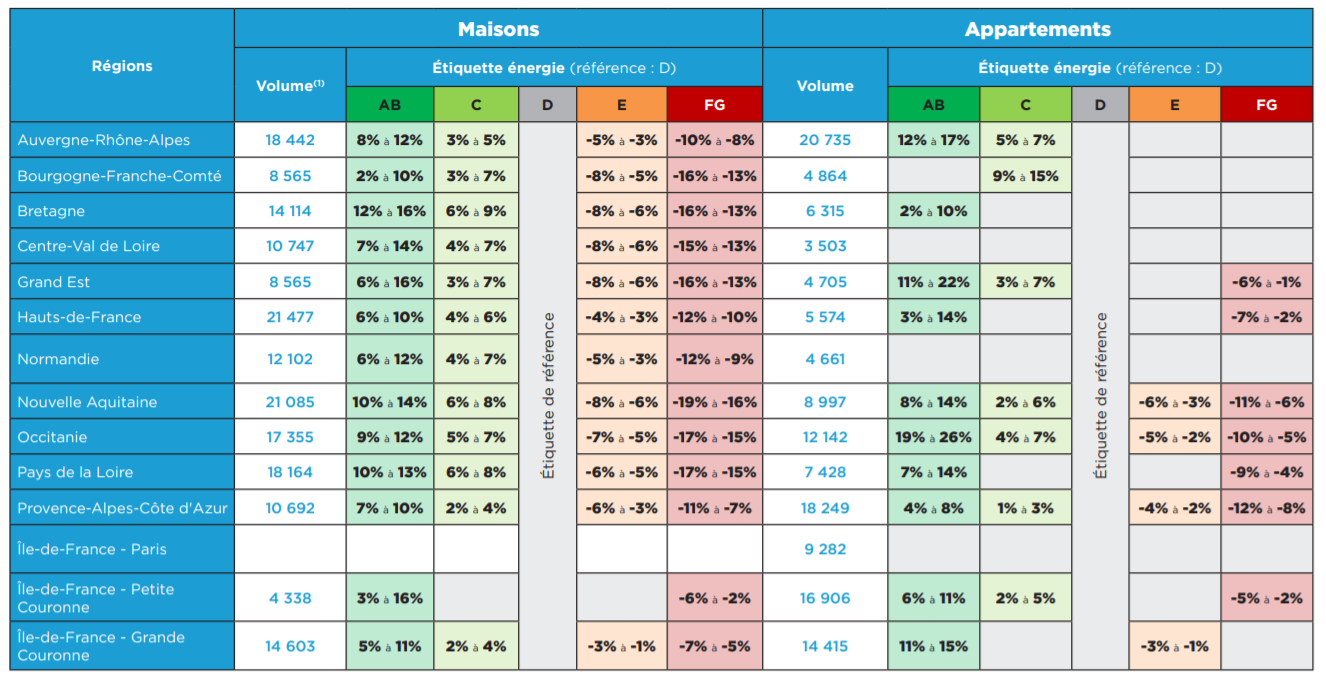 Régions Maisons Appartements
Volume(1) Étiquette énergie (référence : D) Volume Étiquette énergie (référence : D)
AB C D E FG AB C D E FG
Auvergne-Rhône-Alpes 18 442 8% à 12% 3% à 5% -5% à -3% -10% à -8% 20 735 12% à 17% 5% à 7%
Bourgogne-Franche-Comté 8 565 2% à 10% 3% à 7% -8% à -5% -16% à -13% 4 864 9% à 15%
Bretagne 14 114 12% à 16% 6% à 9% -8% à -6% -16% à -13% 6 315 2% à 10%
Centre-Val de Loire 10 747 7% à 14% 4% à 7% -8% à -6% -15% à -13% 3 503
Grand Est 8 565 6% à 16% 3% à 7% -8% à -6% -16% à -13% 4 705 11% à 22% 3% à 7% -6% à -1%
Hauts-de-France 21 477 6% à 10% 4% à 6% -4% à -3% -12% à -10% 5 574 3% à 14% -7% à -2%
Normandie 12 102 6% à 12% 4% à 7% -5% à -3% -12% à -9% 4 661
Nouvelle Aquitaine 21 085 10% à 14% 6% à 8% -8% à -6% -19% à -16% 8 997 8% à 14% 2% à 6% -6% à -3% -11% à -6%
Occitanie 17 355 9% à 12% 5% à 7% -7% à -5% -17% à -15% 12 142 19% à 26% 4% à 7% -5% à -2% -10% à -5%
Pays de la Loire 18 164 10% à 13% 6% à 8% -6% à -5% -17% à -15% 7 428 7% à 14% -9% à -4%
Provence-Alpes-Côte d'Azur 10 692 7% à 10% 2% à 4% -6% à -3% -11% à -7% 18 249 4% à 8% 1% à 3% -4% à -2% -12% à -8%
Île-de-France - Paris 9 282
Île-de-France - Petite
Couronne 4 338 3% à 16% -6% à -2% 16 906 6% à 11% 2% à 5% -5% à -2%
Île-de-France - Grande
Couronne 14 603 5% à 11% 2% à 4% -3% à -1% -7% à -5% 14 415 11% à 15% -3% à -1%
Étiquette de référence
Étiquette de référence